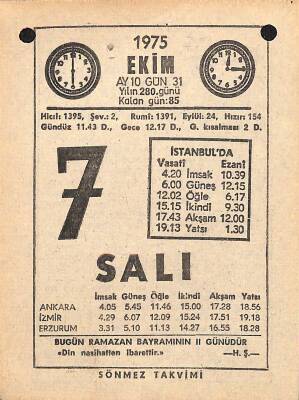 1975
EKİM
AY 10 GÜN 31
Yılın 280. günü
Kalan gün: 85
Hicrî: 1395, Şev.: 2, Rumî: 1391, Eylül: 24, Hızır: 154
Gündüz 11.43 D., Gece 12.17 D., G. kısalması 2 D.
7
İSTANBUL'DA
Vasatî Ezanî
4.20 İmsak 10.39
6.00 Güneş 12.15
12.02 Öğle 6.17
15.15 İkindî 9.30
17.43 Akşam 12.00
19.13 Yatsı 1.30
SALI
İmsak Güneş Öğle İkindi Akşam Yatsı
ANKARA 4.05 5.45 11.46 15.00 17.28 18.56
İZMİR 4.29 6.07 12.09 15.24 17.51 19.18
ERZURUM 3.31 5.10 11.13 14.27 16.55 18.28
BUGÜN RAMAZAN BAYRAMININ II GÜNÜDÜR
«Din nasihatten ibarettir.» —H. Ş.—
SÖNMEZ TAKVİMİ